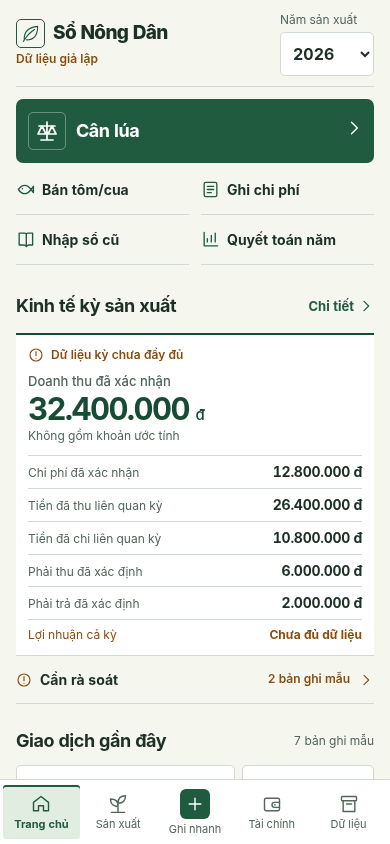 Sổ Nông Dân
Dữ liệu giả lập
Năm sản xuất
2026
Cân lúa
Bán tôm/cua
Ghi chi phí
Nhập sổ cũ
Quyết toán năm
Kinh tế kỳ sản xuất
Chi tiết
Dữ liệu kỳ chưa đầy đủ
Doanh thu đã xác nhận
32.400.000 đ
Không gồm khoản ước tính
Chi phí đã xác nhận 12.800.000 đ
Tiền đã thu liên quan kỳ 26.400.000 đ
Tiền đã chi liên quan kỳ 10.800.000 đ
Phải thu đã xác định 6.000.000 đ
Phải trả đã xác định 2.000.000 đ
Lợi nhuận cả kỳ Chưa đủ dữ liệu
Cần rà soát 2 bản ghi mẫu
Giao dịch gần đây 7 bản ghi mẫu
Trang chủ
Sản xuất
Ghi nhanh
Tài chính
Dữ liệu